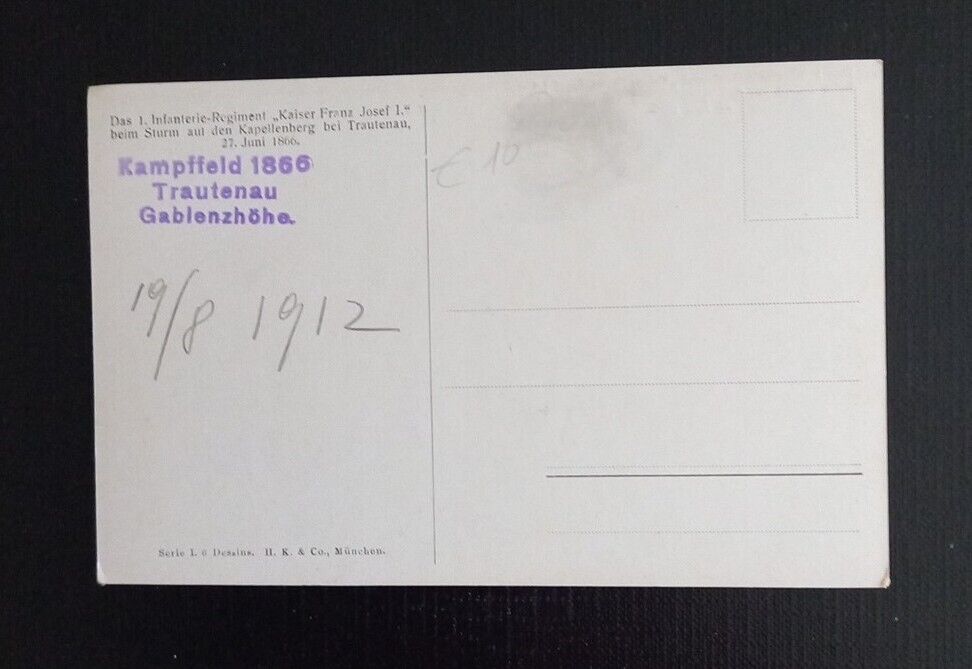 Das 1. Infanterie-Regiment „Kaiser Franz Josef I.“
beim Sturm auf den Kapellenberg bei Trautenau,
27. Juni 1866.
Kampffeld 1866
Trautenau
Gablenzhöhe.
€ 10
19/8 1912
Serie I. 6 Dessins. H. K. & Co., München.